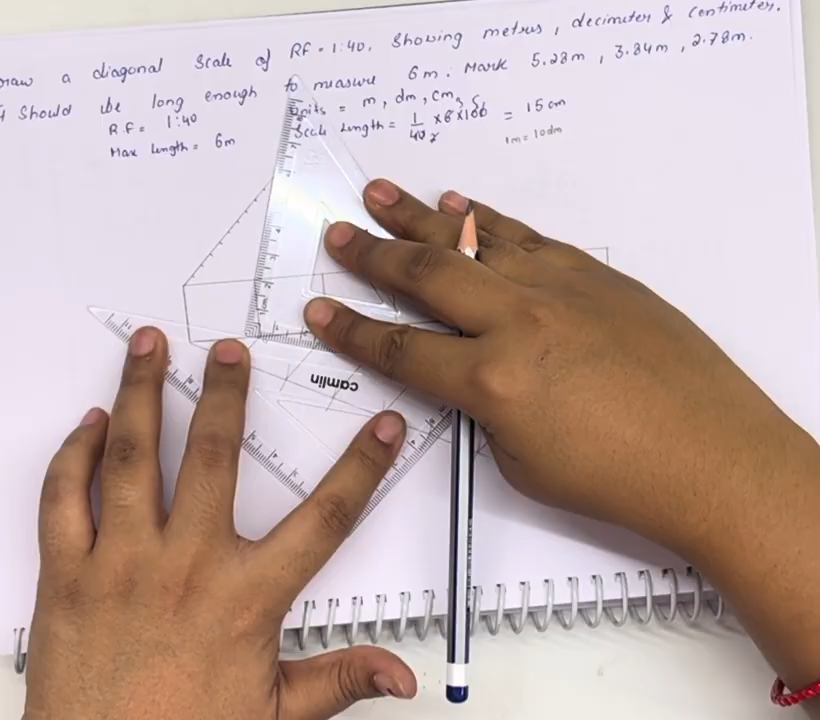 a diagonal Scale of RF = 1:40. Showing metres, decimeter & Centimeter.
Should be long enough to measure 6m. Mark 5.28m, 3.84m, 2.78m.
R.F = 1:40
Max Length = 6m
Units = m, dm, cm,
Scale Length = 1/40 × 6 × 100 = 15 cm
1m = 10dm
camlin